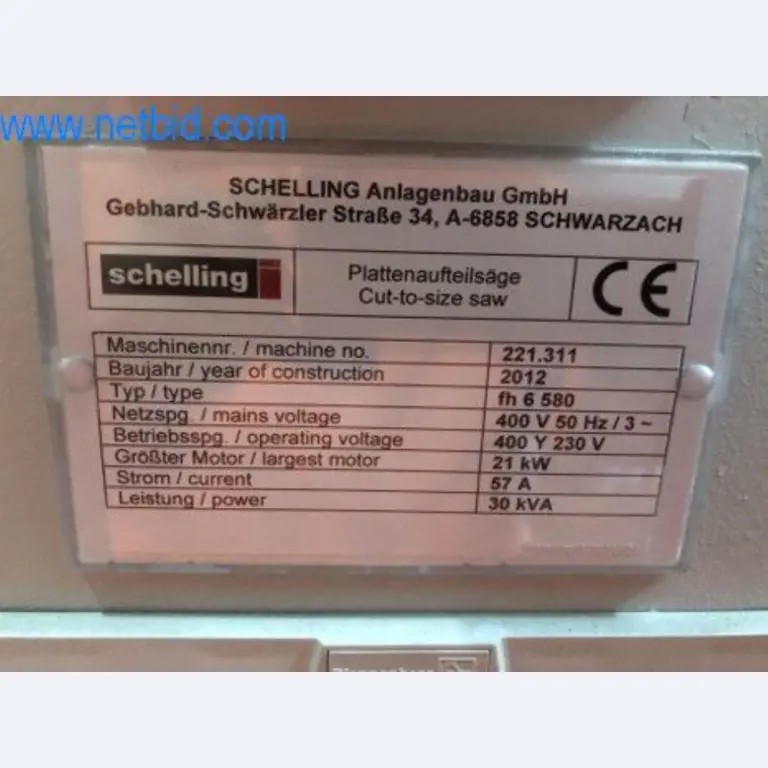 www.netbid.com
SCHELLING Anlagenbau GmbH
Gebhard-Schwärzler Straße 34, A-6858 SCHWARZACH
schelling
Plattenaufteilsäge
Cut-to-size saw
CE
Maschinennr. / machine no. 221.311
Baujahr / year of construction 2012
Typ / type fh 6 580
Netzspg. / mains voltage 400 V 50 Hz / 3 ~
Betriebsspg. / operating voltage 400 Y 230 V
Größter Motor / largest motor 21 kW
Strom / current 57 A
Leistung / power 30 kVA